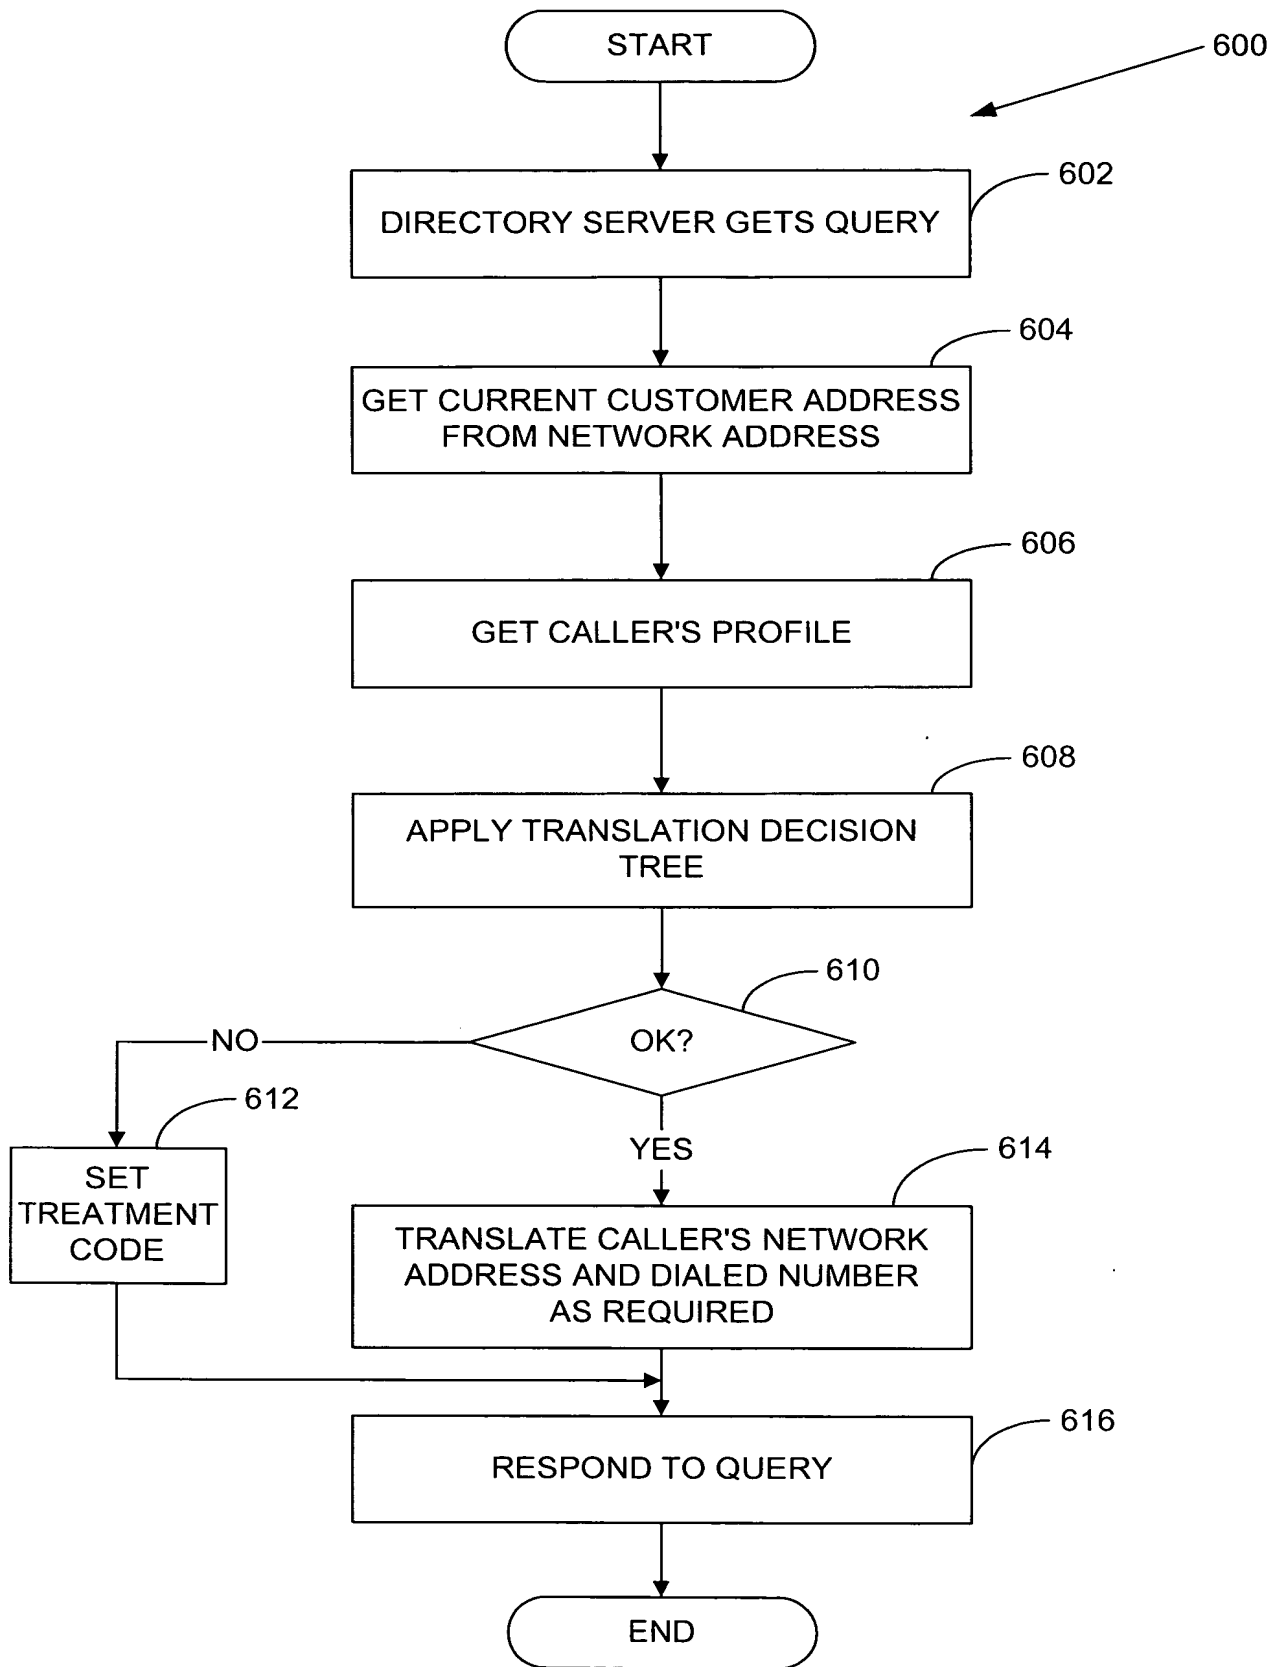 START
600
602
DIRECTORY SERVER GETS QUERY
604
GET CURRENT CUSTOMER ADDRESS
FROM NETWORK ADDRESS
606
GET CALLER'S PROFILE
608
APPLY TRANSLATION DECISION
TREE
610
OK?
NO
612
SET
TREATMENT
CODE
YES
614
TRANSLATE CALLER'S NETWORK
ADDRESS AND DIALED NUMBER
AS REQUIRED
616
RESPOND TO QUERY
END